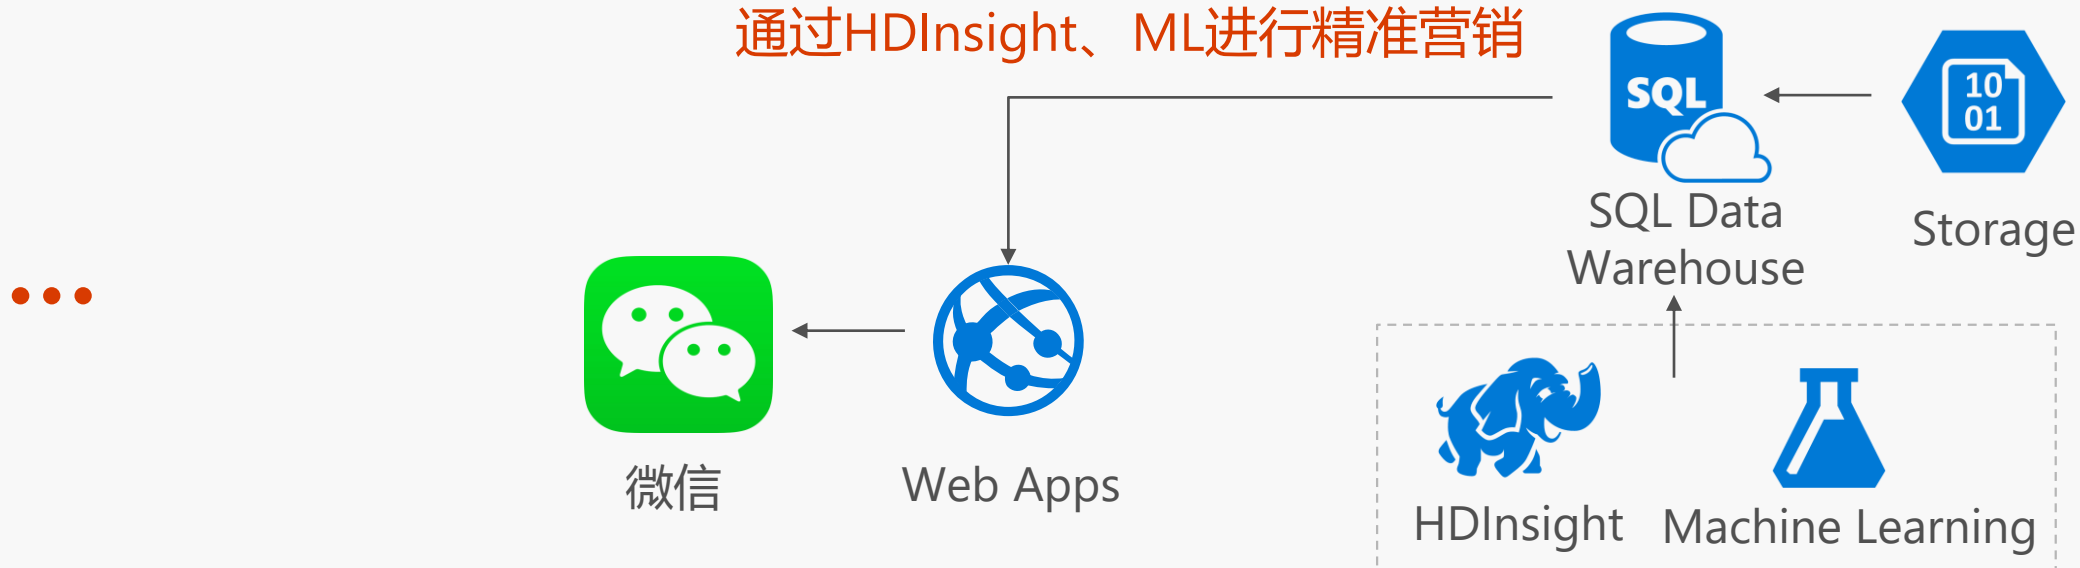 通过HDInsight、ML进行精准营销
SQL
10
01
SQL Data
Warehouse
Storage
微信
Web Apps
HDInsight
Machine Learning